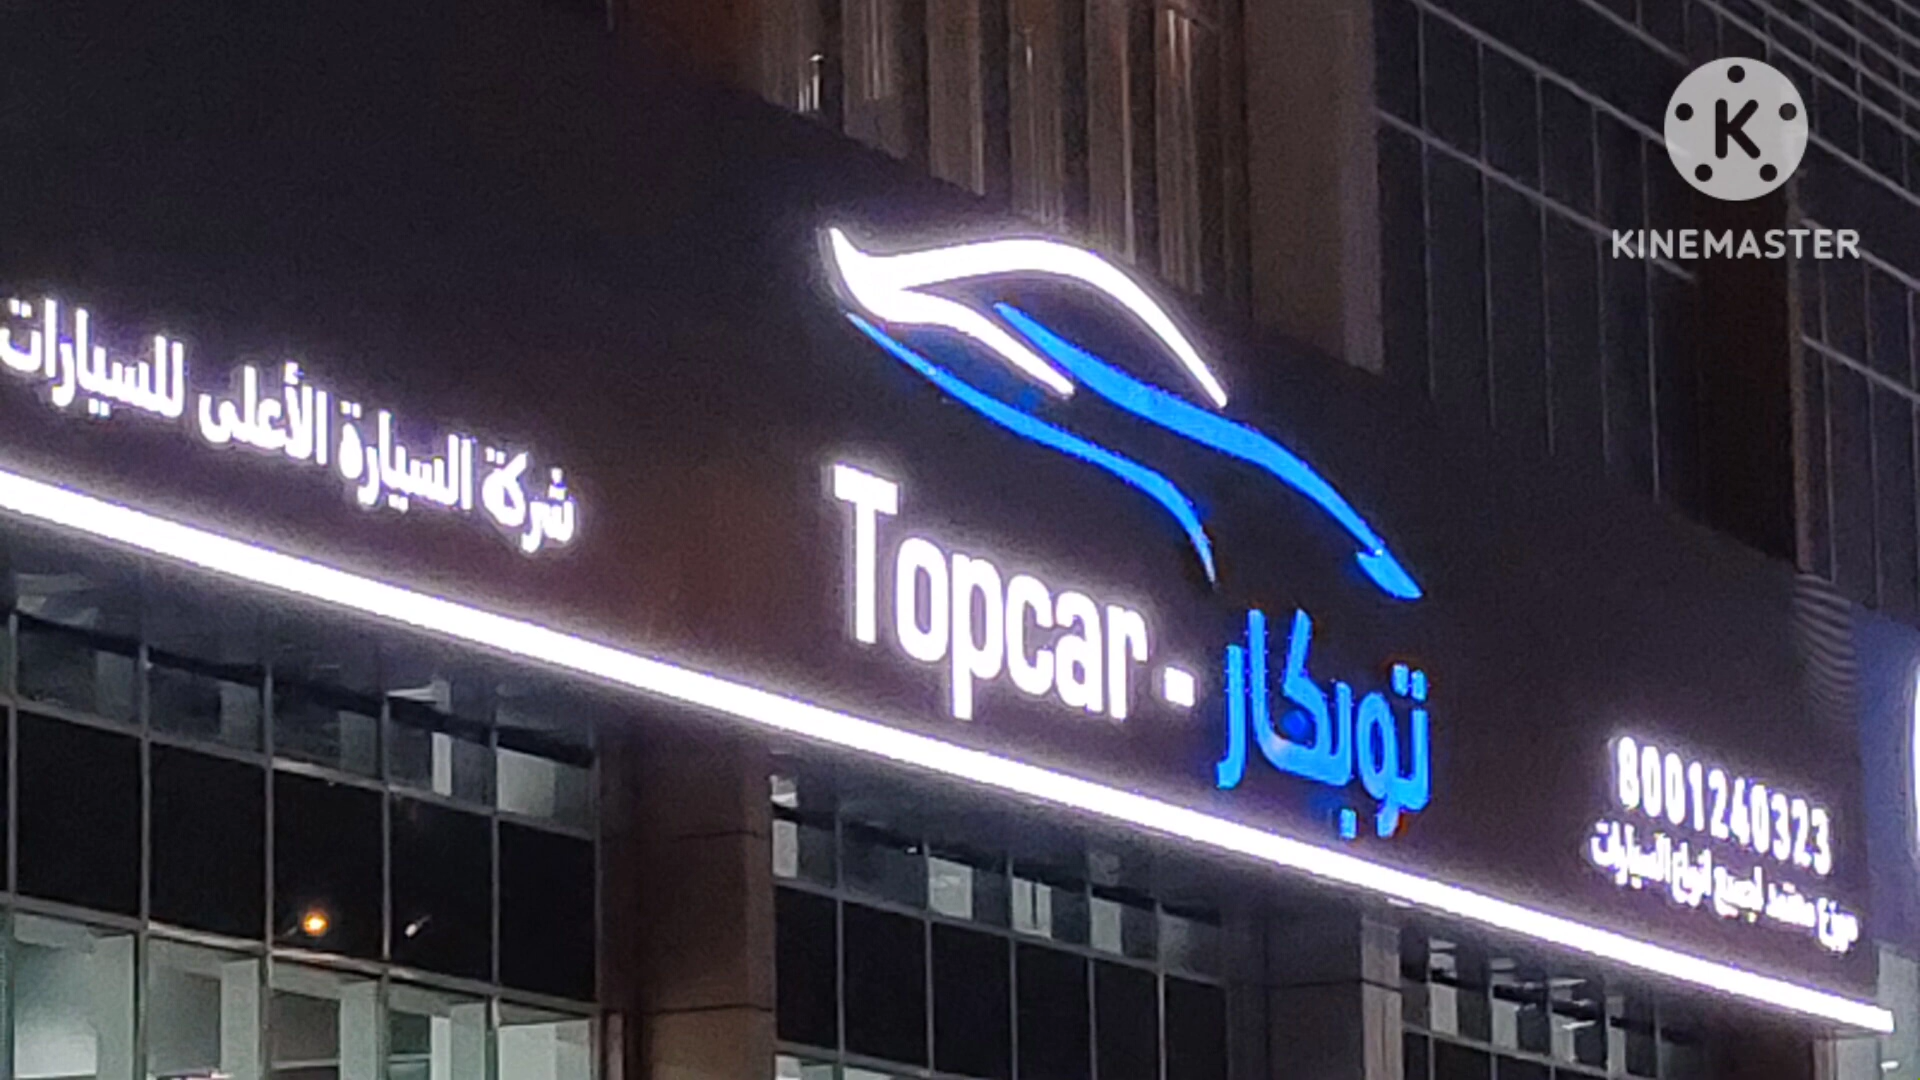 KINEMASTER
شركة السيارة الأعلى للسيارات
Topcar - توبكار
8001240323
موزع معتمد لجميع أنواع السيارات